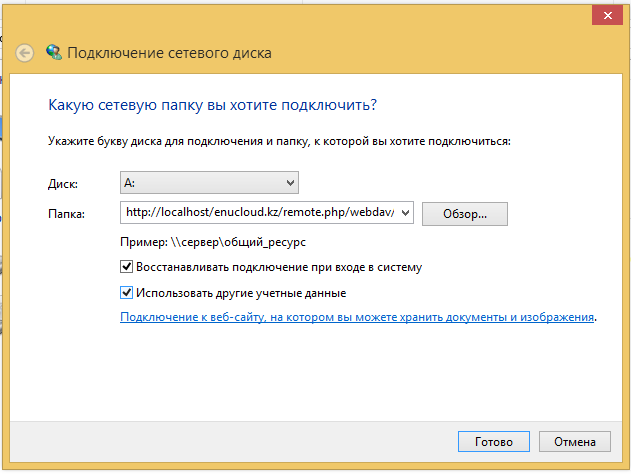 Подключение сетевого диска
Какую сетевую папку вы хотите подключить?
Укажите букву диска для подключения и папку, к которой вы хотите подключиться:
Диск: A:
Папка: http://localhost/enucloud.kz/remote.php/webdav/ Обзор...
Пример: \\сервер\общий_ресурс
Восстанавливать подключение при входе в систему
Использовать другие учетные данные
Подключение к веб-сайту, на котором вы можете хранить документы и изображения.
Готово Отмена